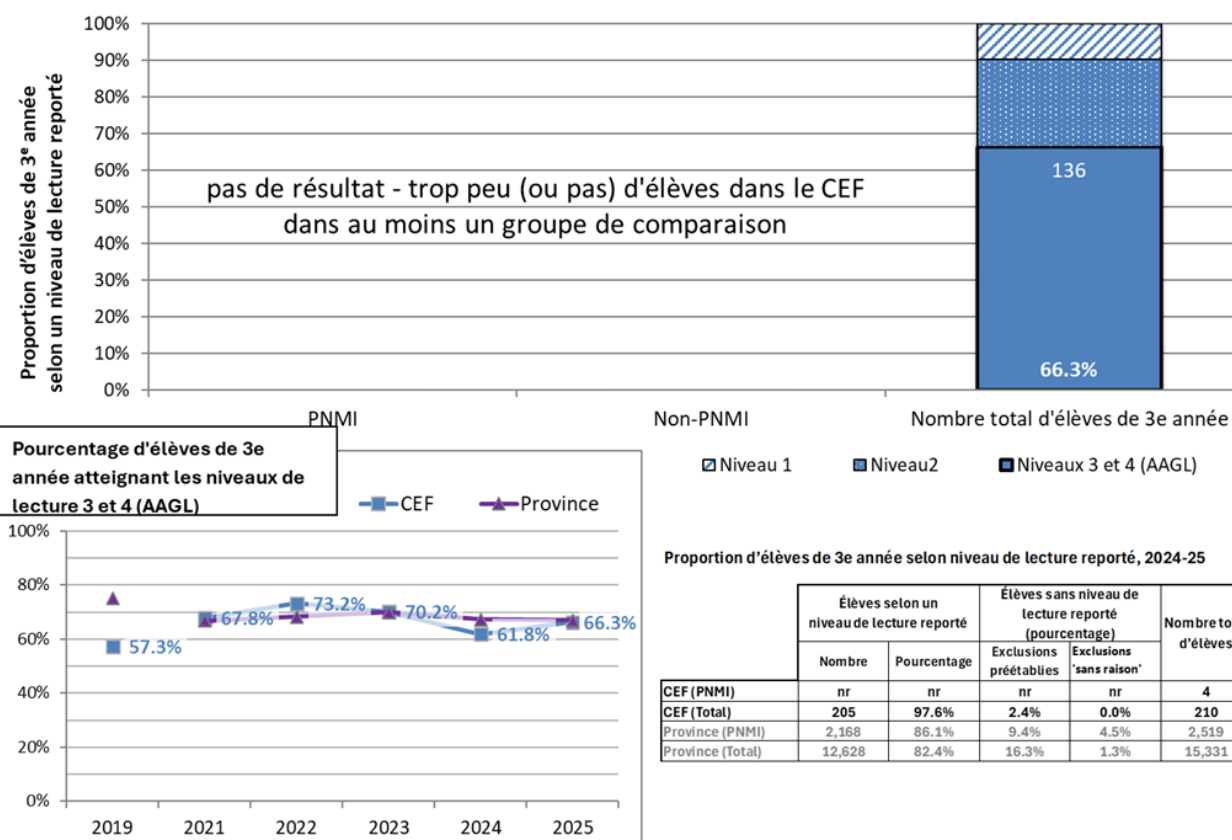 Proportion d'élèves de 3e année
selon un niveau de lecture reporté
100%
90%
80%
70%
60%
50%
40%
30%
20%
10%
0%
pas de résultat - trop peu (ou pas) d'élèves dans le CEF
dans au moins un groupe de comparaison
136
66.3%
PNMI
Non-PNMI
Nombre total d'élèves de 3e année
Niveau 1
Niveau2
Niveaux 3 et 4 (AAGL)
Pourcentage d'élèves de 3e
année atteignant les niveaux de
lecture 3 et 4 (AAGL)
CEF
Province
100%
80%
60%
40%
20%
0%
57.3%
67.8%
73.2%
70.2%
61.8%
66.3%
2019 2021 2022 2023 2024 2025
Proportion d'élèves de 3e année selon niveau de lecture reporté, 2024-25
Élèves selon un
niveau de lecture reporté
Élèves sans niveau de
lecture reporté
(pourcentage)
Nombre to
d'élèves
Nombre
Pourcentage
Exclusions
préétablies
Exclusions
'sans raison'
CEF (PNMI) nr nr nr nr 4
CEF (Total) 205 97.6% 2.4% 0.0% 210
Province (PNMI) 2,168 86.1% 9.4% 4.5% 2,519
Province (Total) 12,628 82.4% 16.3% 1.3% 15,331